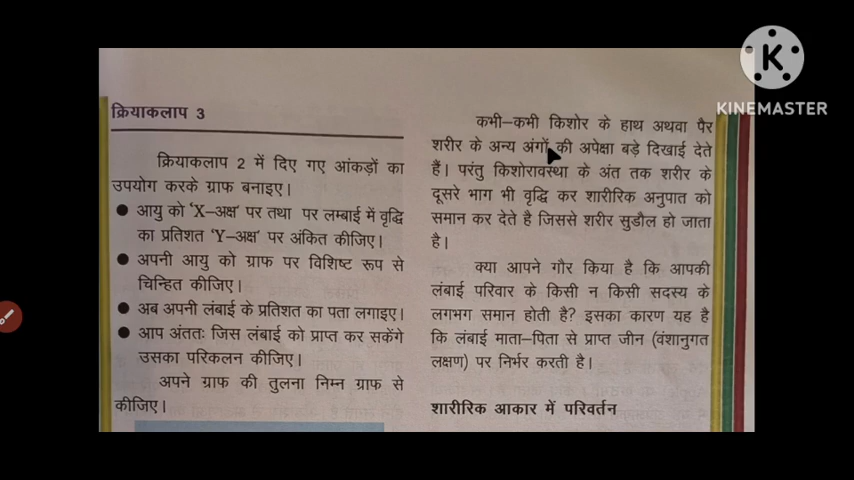 क्रियाकलाप 3
क्रियाकलाप 2 में दिए गए आंकड़ों का
उपयोग करके ग्राफ बनाइए।
● आयु को 'X-अक्ष' पर तथा पर लम्बाई में वृद्धि
का प्रतिशत 'Y-अक्ष' पर अंकित कीजिए।
● अपनी आयु को ग्राफ पर विशिष्ट रूप से
चिन्हित कीजिए।
● अब अपनी लंबाई के प्रतिशत का पता लगाइए।
● आप अंततः जिस लंबाई को प्राप्त कर सकेंगे
उसका परिकलन कीजिए।
अपने ग्राफ की तुलना निम्न ग्राफ से
कीजिए।
कभी-कभी किशोर के हाथ अथवा पैर
शरीर के अन्य अंगों की अपेक्षा बड़े दिखाई देते
हैं। परंतु किशोरावस्था के अंत तक शरीर के
दूसरे भाग भी वृद्धि कर शारीरिक अनुपात को
समान कर देते है जिससे शरीर सुडौल हो जाता
है।
क्या आपने गौर किया है कि आपकी
लंबाई परिवार के किसी न किसी सदस्य के
लगभग समान होती है? इसका कारण यह है
कि लंबाई माता-पिता से प्राप्त जीन (वंशानुगत
लक्षण) पर निर्भर करती है।
शारीरिक आकार में परिवर्तन
K
KINEMASTER